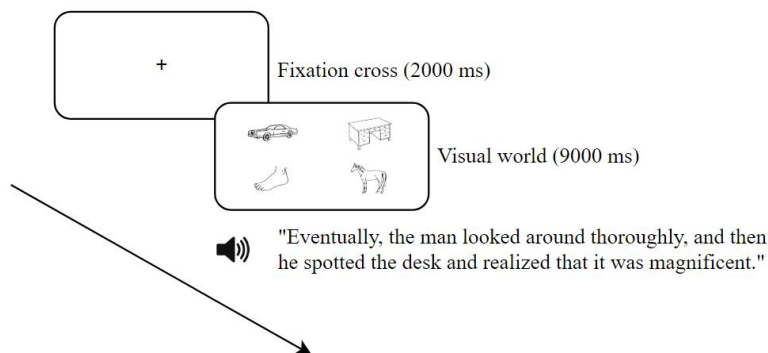 +
Fixation cross (2000 ms)
Visual world (9000 ms)
"Eventually, the man looked around thoroughly, and then
he spotted the desk and realized that it was magnificent."